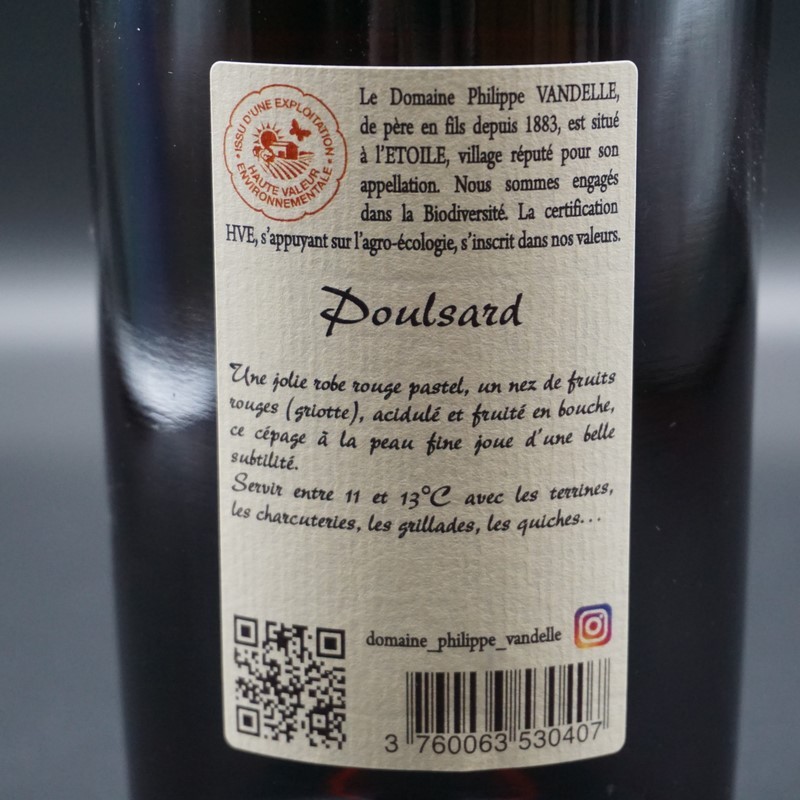 ISSU D'UNE EXPLOITATION
HAUTE VALEUR
ENVIRONNEMENTALE
Le Domaine Philippe VANDELLE,
de père en fils depuis 1883, est situé
à l'ETOILE, village réputé pour son
appellation. Nous sommes engagés
dans la Biodiversité. La certification
HVE, s'appuyant sur l'agro-écologie, s'inscrit dans nos valeurs.
Poulsard
Une jolie robe rouge pastel, un nez de fruits
rouges (griotte), acidulé et fruité en bouche,
ce cépage à la peau fine joue d'une belle
subtilité.
Servir entre 11 et 13°C avec les terrines,
les charcuteries, les grillades, les quiches...
domaine_philippe_vandelle
3 760063 530407